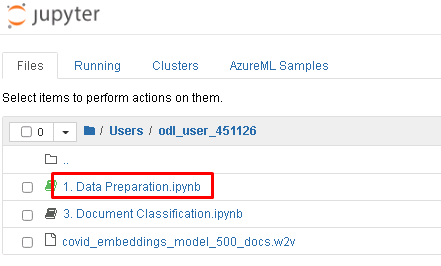 jupyter
Files Running Clusters AzureML Samples
Select items to perform actions on them.
0 / Users / odl_user_451126
..
1. Data Preparation.ipynb
3. Document Classification.ipynb
covid_embeddings_model_500_docs.w2v